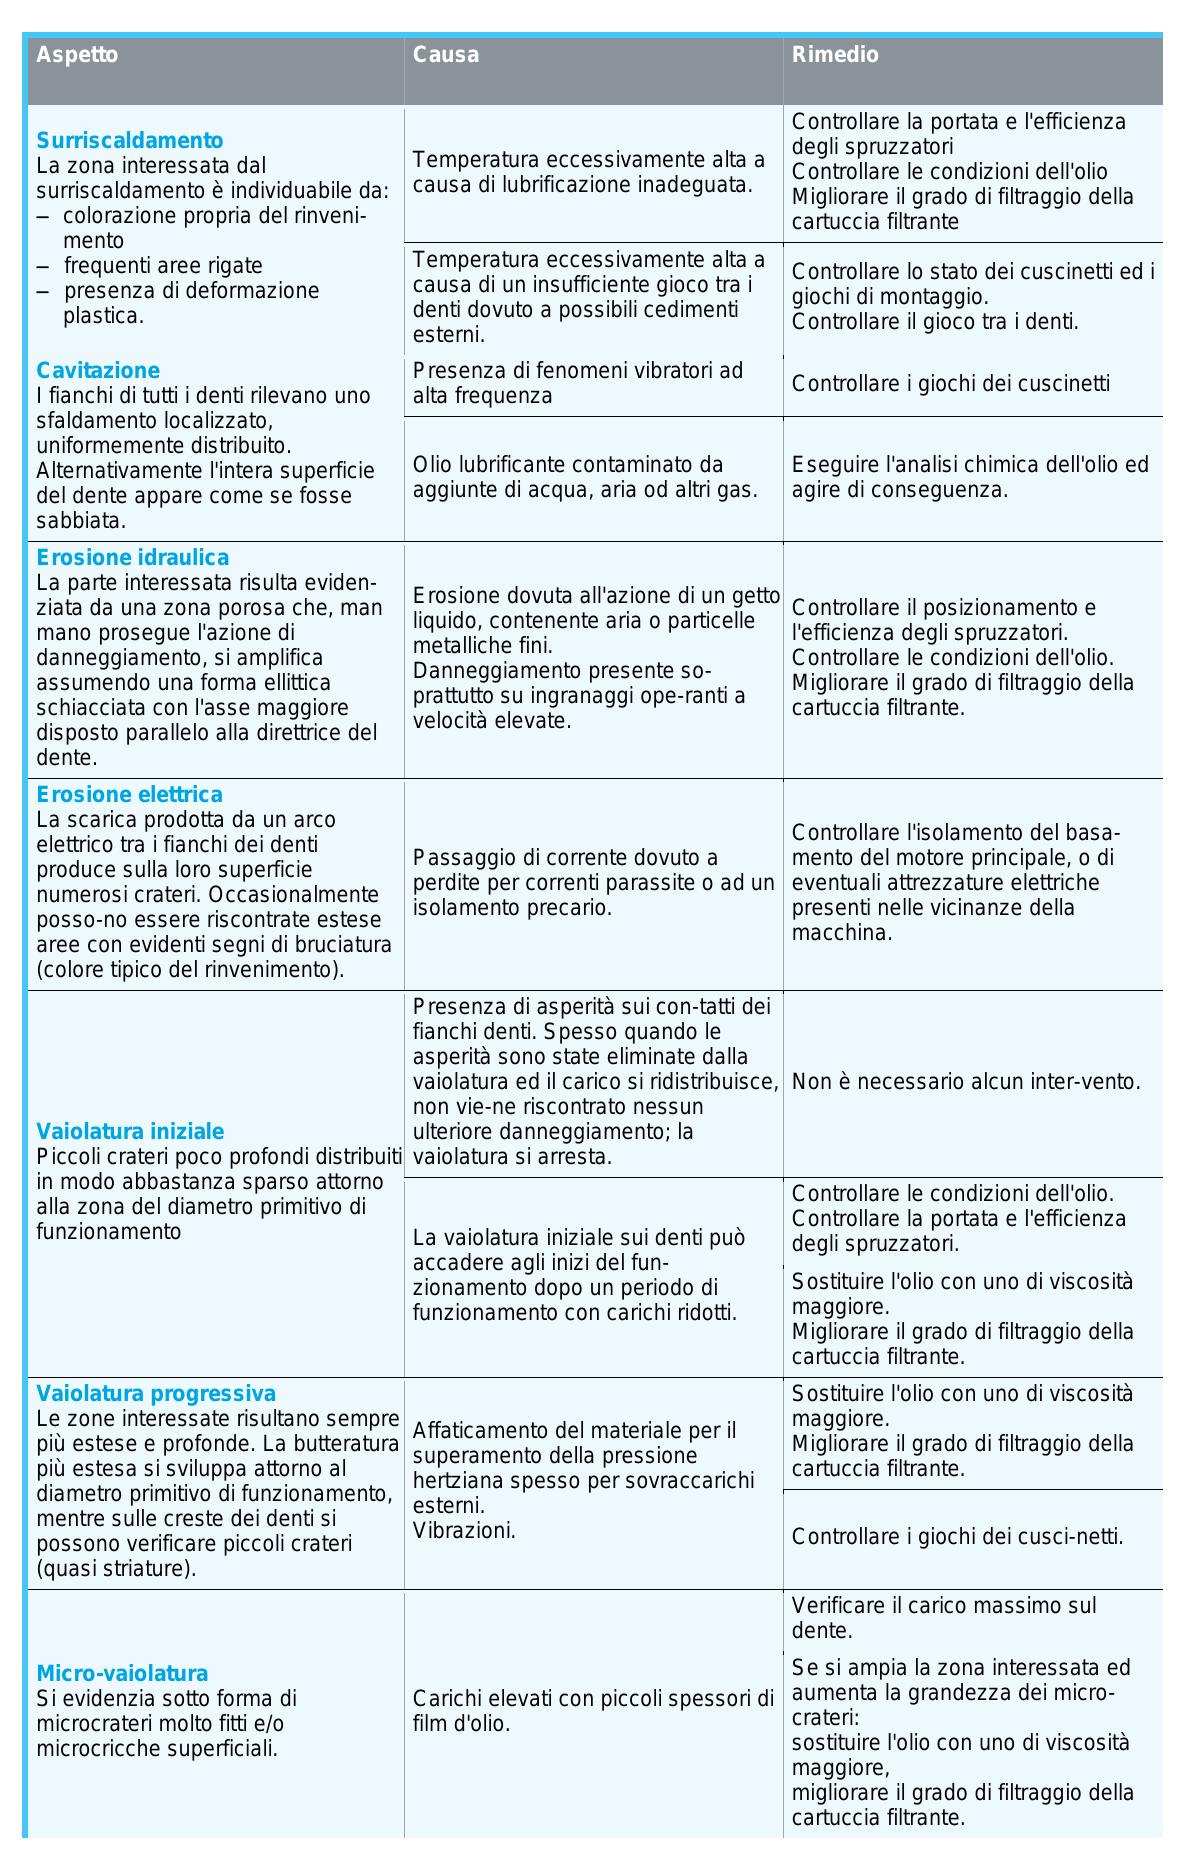 Aspetto
Causa
Rimedio
Surriscaldamento
La zona interessata dal
surriscaldamento è individuabile da:
– colorazione propria del rinveni-
mento
– frequenti aree rigate
– presenza di deformazione
plastica.
Temperatura eccessivamente alta a
causa di lubrificazione inadeguata.
Controllare la portata e l'efficienza
degli spruzzatori
Controllare le condizioni dell'olio
Migliorare il grado di filtraggio della
cartuccia filtrante
Temperatura eccessivamente alta a
causa di un insufficiente gioco tra i
denti dovuto a possibili cedimenti
esterni.
Controllare lo stato dei cuscinetti ed i
giochi di montaggio.
Controllare il gioco tra i denti.
Cavitazione
I fianchi di tutti i denti rilevano uno
sfaldamento localizzato,
uniformemente distribuito.
Alternativamente l'intera superficie
del dente appare come se fosse
sabbiata.
Presenza di fenomeni vibratori ad
alta frequenza
Controllare i giochi dei cuscinetti
Olio lubrificante contaminato da
aggiunte di acqua, aria od altri gas.
Eseguire l'analisi chimica dell'olio ed
agire di conseguenza.
Erosione idraulica
La parte interessata risulta eviden-
ziata da una zona porosa che, man
mano prosegue l'azione di
danneggiamento, si amplifica
assumendo una forma ellittica
schiacciata con l'asse maggiore
disposto parallelo alla direttrice del
dente.
Erosione dovuta all'azione di un getto
liquido, contenente aria o particelle
metalliche fini.
Danneggiamento presente so-
prattutto su ingranaggi ope-ranti a
velocità elevate.
Controllare il posizionamento e
l'efficienza degli spruzzatori.
Controllare le condizioni dell'olio.
Migliorare il grado di filtraggio della
cartuccia filtrante.
Erosione elettrica
La scarica prodotta da un arco
elettrico tra i fianchi dei denti
produce sulla loro superficie
numerosi crateri. Occasionalmente
posso-no essere riscontrate estese
aree con evidenti segni di bruciatura
(colore tipico del rinvenimento).
Passaggio di corrente dovuto a
perdite per correnti parassite o ad un
isolamento precario.
Controllare l'isolamento del basa-
mento del motore principale, o di
eventuali attrezzature elettriche
presenti nelle vicinanze della
macchina.
Vaiolatura iniziale
Piccoli crateri poco profondi distribuiti
in modo abbastanza sparso attorno
alla zona del diametro primitivo di
funzionamento
Presenza di asperità sui con-tatti dei
fianchi denti. Spesso quando le
asperità sono state eliminate dalla
vaiolatura ed il carico si ridistribuisce,
non vie-ne riscontrato nessun
ulteriore danneggiamento; la
vaiolatura si arresta.
Non è necessario alcun inter-vento.
La vaiolatura iniziale sui denti può
accadere agli inizi del fun-
zionamento dopo un periodo di
funzionamento con carichi ridotti.
Controllare le condizioni dell'olio.
Controllare la portata e l'efficienza
degli spruzzatori.
Sostituire l'olio con uno di viscosità
maggiore.
Migliorare il grado di filtraggio della
cartuccia filtrante.
Vaiolatura progressiva
Le zone interessate risultano sempre
più estese e profonde. La butteratura
più estesa si sviluppa attorno al
diametro primitivo di funzionamento,
mentre sulle creste dei denti si
possono verificare piccoli crateri
(quasi striature).
Affaticamento del materiale per il
superamento della pressione
hertziana spesso per sovraccarichi
esterni.
Vibrazioni.
Sostituire l'olio con uno di viscosità
maggiore.
Migliorare il grado di filtraggio della
cartuccia filtrante.
Controllare i giochi dei cusci-netti.
Micro-vaiolatura
Si evidenzia sotto forma di
microcrateri molto fitti e/o
microcricche superficiali.
Carichi elevati con piccoli spessori di
film d'olio.
Verificare il carico massimo sul
dente.
Se si ampia la zona interessata ed
aumenta la grandezza dei micro-
crateri:
sostituire l'olio con uno di viscosità
maggiore,
migliorare il grado di filtraggio della
cartuccia filtrante.